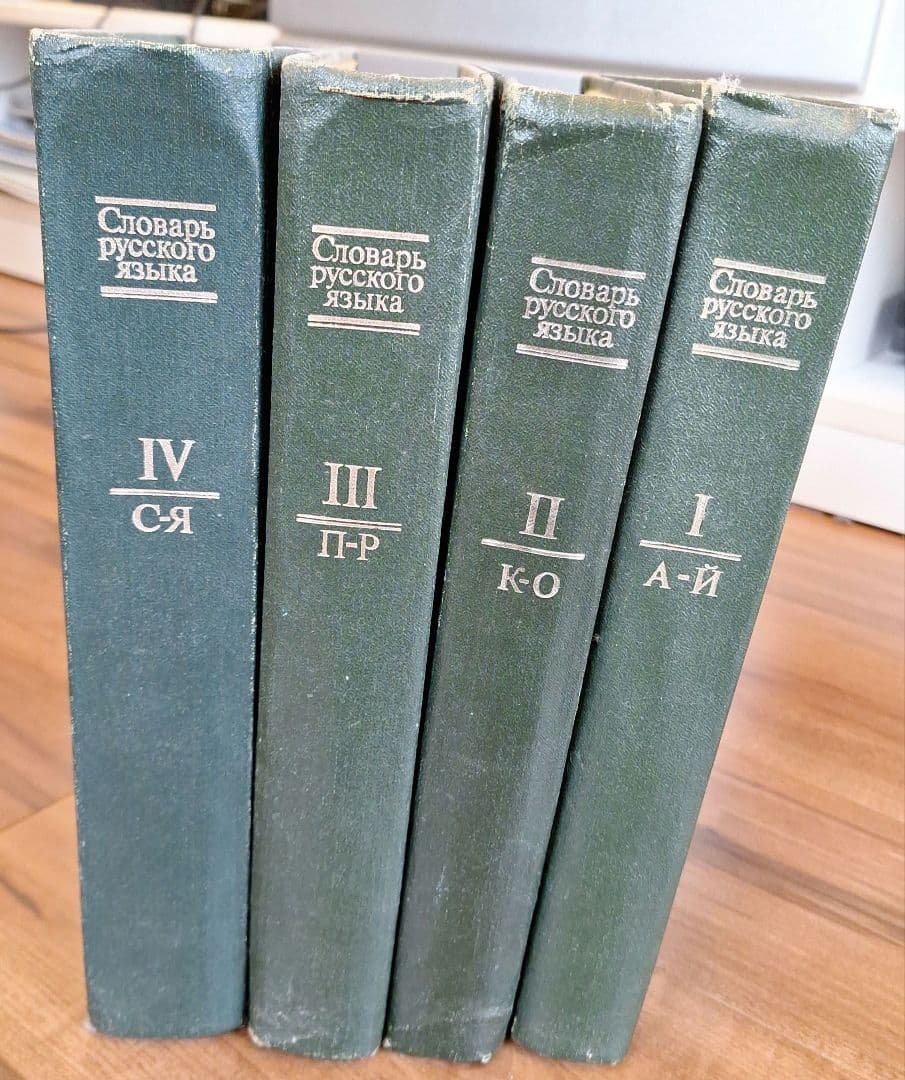 Словарь
русского
языка
IV
С-Я
Словарь
русского
языка
III
П-Р
Словарь
русского
языка
II
К-О
Словарь
русского
языка
I
А-Й